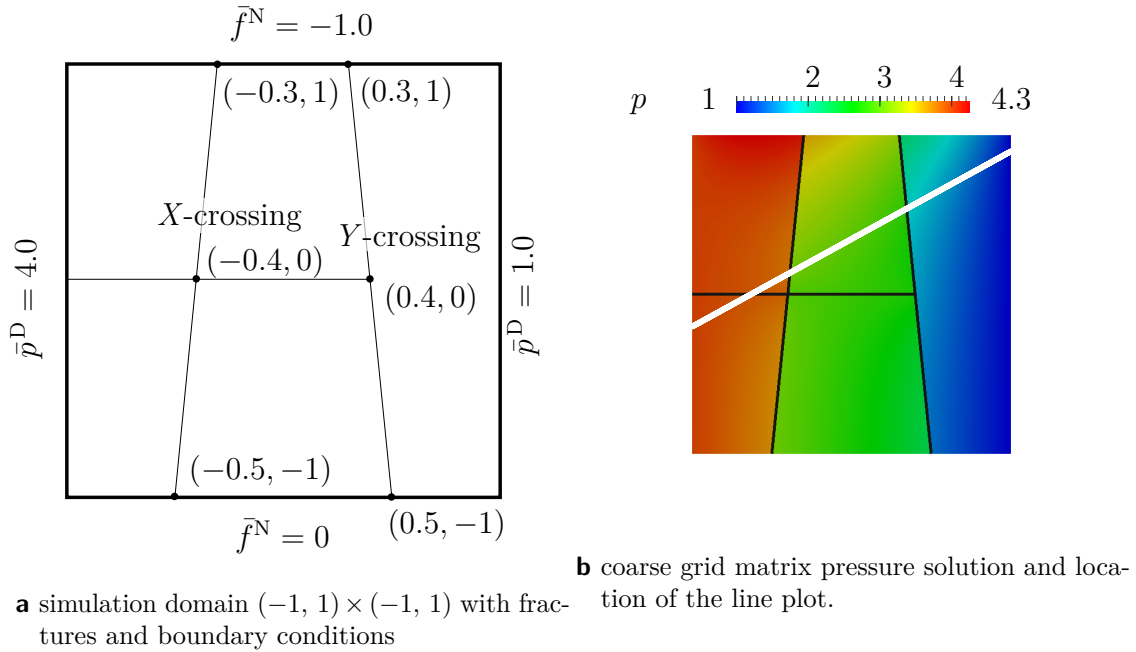 f̄ᴺ = −1.0
(−0.3, 1)
(0.3, 1)
X-crossing
Y-crossing
(−0.4, 0)
(0.4, 0)
p̄ᴰ = 4.0
p̄ᴰ = 1.0
(−0.5, −1)
(0.5, −1)
f̄ᴺ = 0
a simulation domain (−1, 1) × (−1, 1) with frac-
tures and boundary conditions
2 3 4
p 1 4.3
b coarse grid matrix pressure solution and loca-
tion of the line plot.